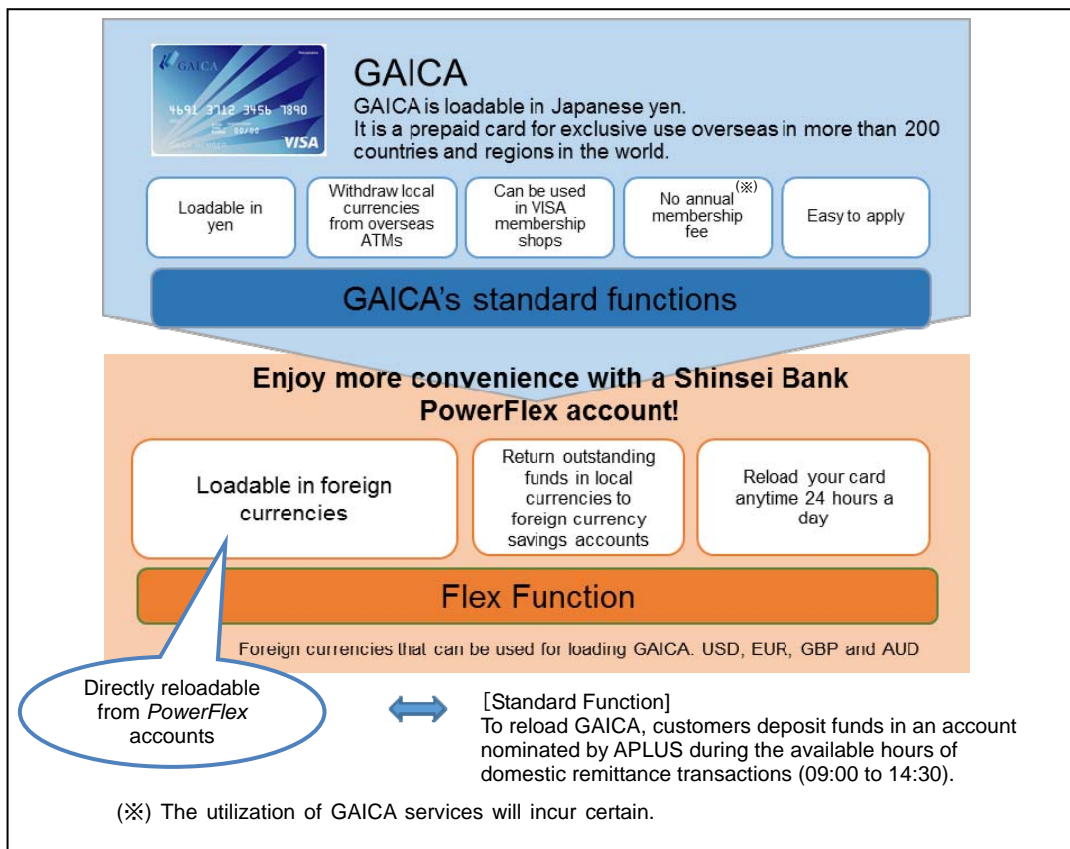 GAICA
4691 3712 3456 7890
00/00
VISA
GAICA
GAICA is loadable in Japanese yen.
It is a prepaid card for exclusive use overseas in more than 200
countries and regions in the world.
Loadable in
yen
Withdraw local
currencies
from overseas
ATMs
Can be used
in VISA
membership
shops
No annual (※)
membership
fee
Easy to apply
GAICA's standard functions
Enjoy more convenience with a Shinsei Bank
PowerFlex account!
Loadable in foreign
currencies
Return outstanding
funds in local
currencies to
foreign currency
savings accounts
Reload your card
anytime 24 hours a
day
Flex Function
Foreign currencies that can be used for loading GAICA. USD, EUR, GBP and AUD
Directly reloadable
from PowerFlex
accounts
［Standard Function］
To reload GAICA, customers deposit funds in an account
nominated by APLUS during the available hours of
domestic remittance transactions (09:00 to 14:30).
(※) The utilization of GAICA services will incur certain.